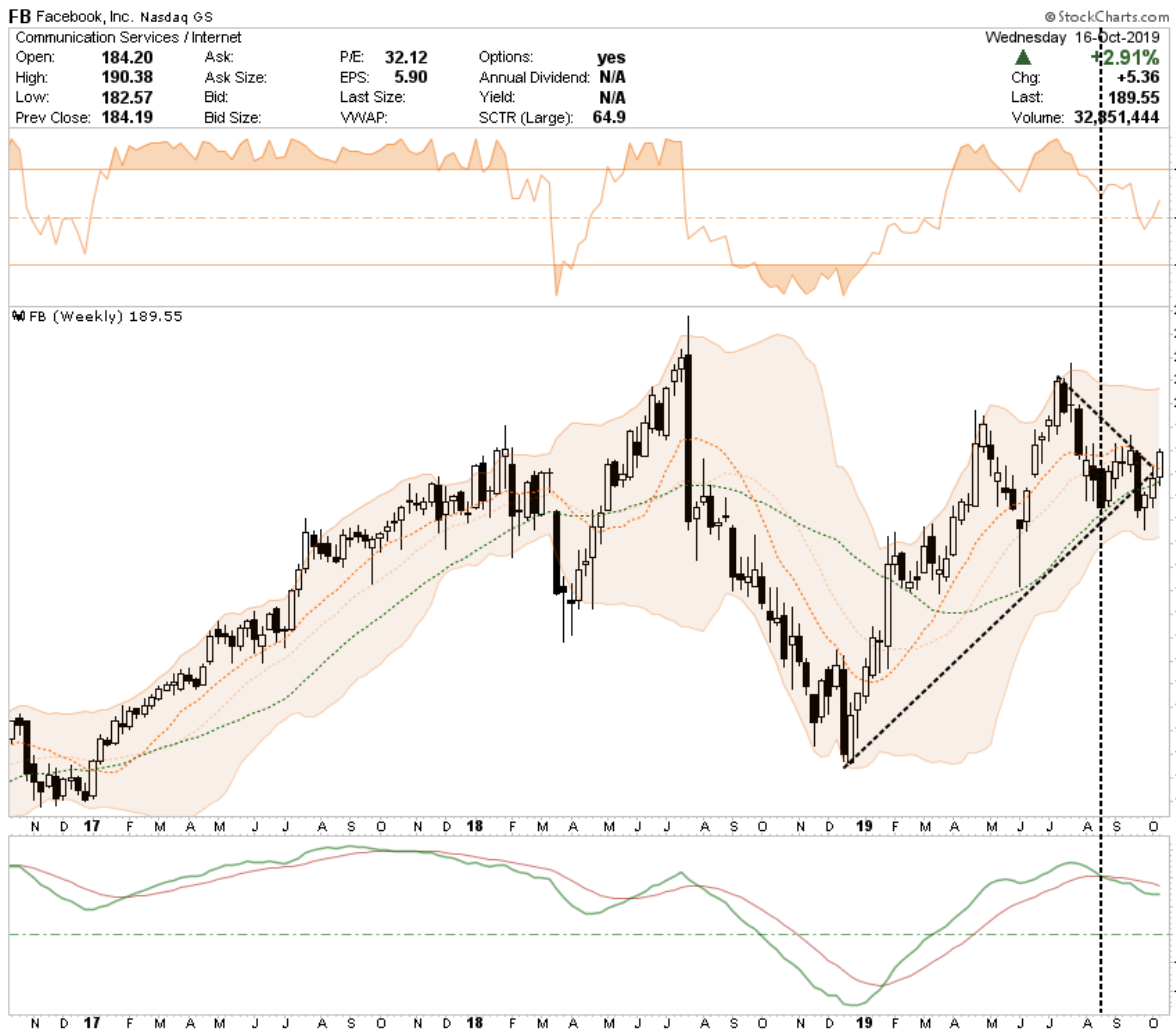 FB Facebook, Inc. Nasdaq GS © StockCharts.com
Communication Services / Internet Wednesday 16-Oct-2019
Open: 184.20 Ask: P/E: 32.12 Options: yes ▲ +2.91%
High: 190.38 Ask Size: EPS: 5.90 Annual Dividend: N/A Chg: +5.36
Low: 182.57 Bid: Last Size: Yield: N/A Last: 189.55
Prev Close: 184.19 Bid Size: VWAP: SCTR (Large): 64.9 Volume: 32,851,444
FB (Weekly) 189.55
N D 17 F M A M J J A S O N D 18 F M A M J J A S O N D 19 F M A M J J A S O
N D 17 F M A M J J A S O N D 18 F M A M J J A S O N D 19 F M A M J J A S O